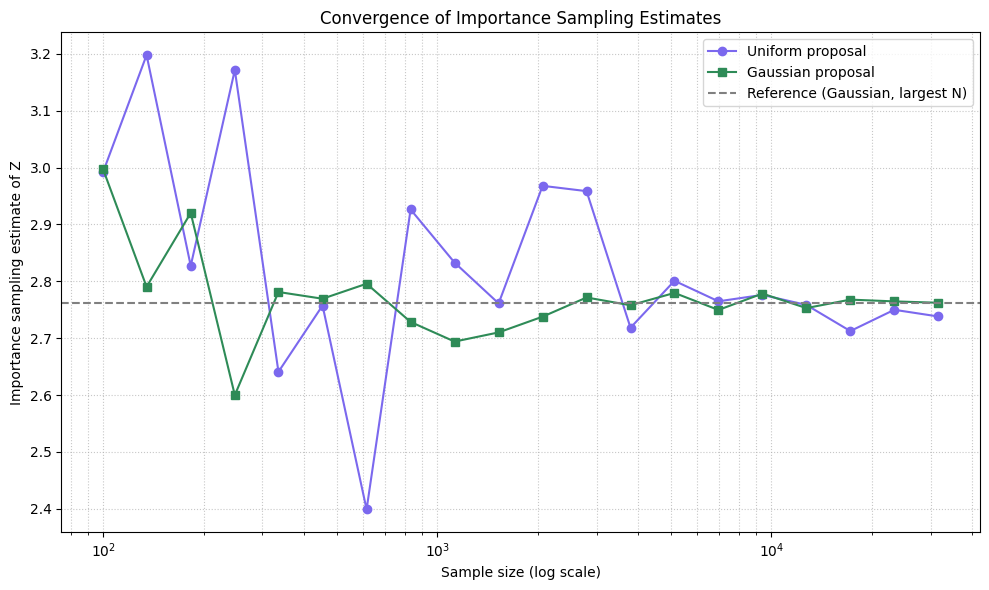 Convergence of Importance Sampling Estimates
Uniform proposal
Gaussian proposal
Reference (Gaussian, largest N)
Importance sampling estimate of Z
3.2
3.1
3.0
2.9
2.8
2.7
2.6
2.5
2.4
10²
10³
10⁴
Sample size (log scale)